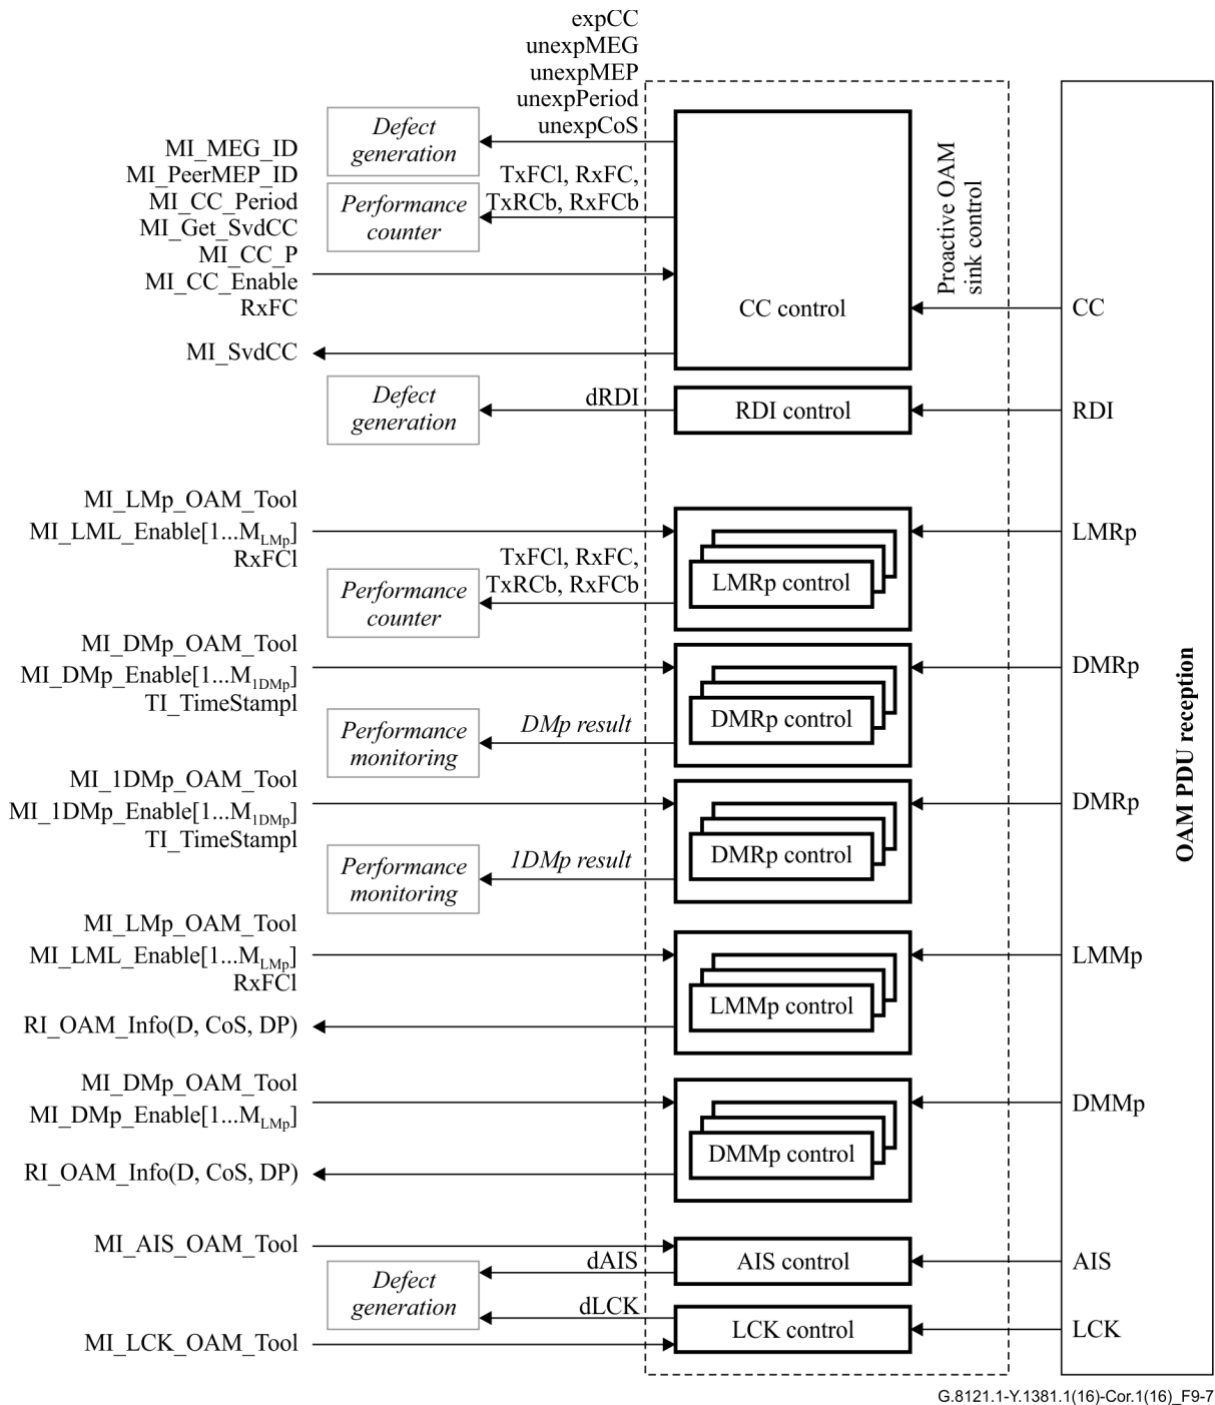 expCC
unexpMEG
unexpMEP
unexpPeriod
unexpCoS
Defect
generation
MI_MEG_ID
MI_PeerMEP_ID
MI_CC_Period
MI_Get_SvdCC
MI_CC_P
MI_CC_Enable
RxFC
TxFCl, RxFC,
TxRCb, RxFCb
Performance
counter
Proactive OAM
sink control
CC control
CC
MI_SvdCC
Defect
generation
dRDI
RDI control
RDI
MI_LMp_OAM_Tool
MI_LML_Enable[1...MLMp]
RxFCl
TxFCl, RxFC,
TxRCb, RxFCb
Performance
counter
LMRp control
LMRp
MI_DMp_OAM_Tool
MI_DMp_Enable[1...M1DMp]
TI_TimeStampl
Performance
monitoring
DMp result
DMRp control
DMRp
MI_1DMp_OAM_Tool
MI_1DMp_Enable[1...M1DMp]
TI_TimeStampl
Performance
monitoring
1DMp result
DMRp control
DMRp
OAM PDU reception
MI_LMp_OAM_Tool
MI_LML_Enable[1...MLMp]
RxFCl
LMMp control
LMMp
RI_OAM_Info(D, CoS, DP)
MI_DMp_OAM_Tool
MI_DMp_Enable[1...MLMp]
DMMp control
DMMp
RI_OAM_Info(D, CoS, DP)
MI_AIS_OAM_Tool
dAIS
AIS control
AIS
Defect
generation
dLCK
LCK control
LCK
MI_LCK_OAM_Tool
G.8121.1-Y.1381.1(16)-Cor.1(16)_F9-7